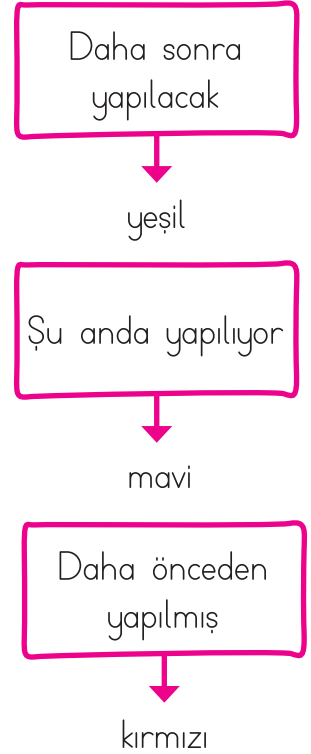 Daha sonra
yapılacak
yeşil
Şu anda yapılıyor
mavi
Daha önceden
yapılmış
kırmızı